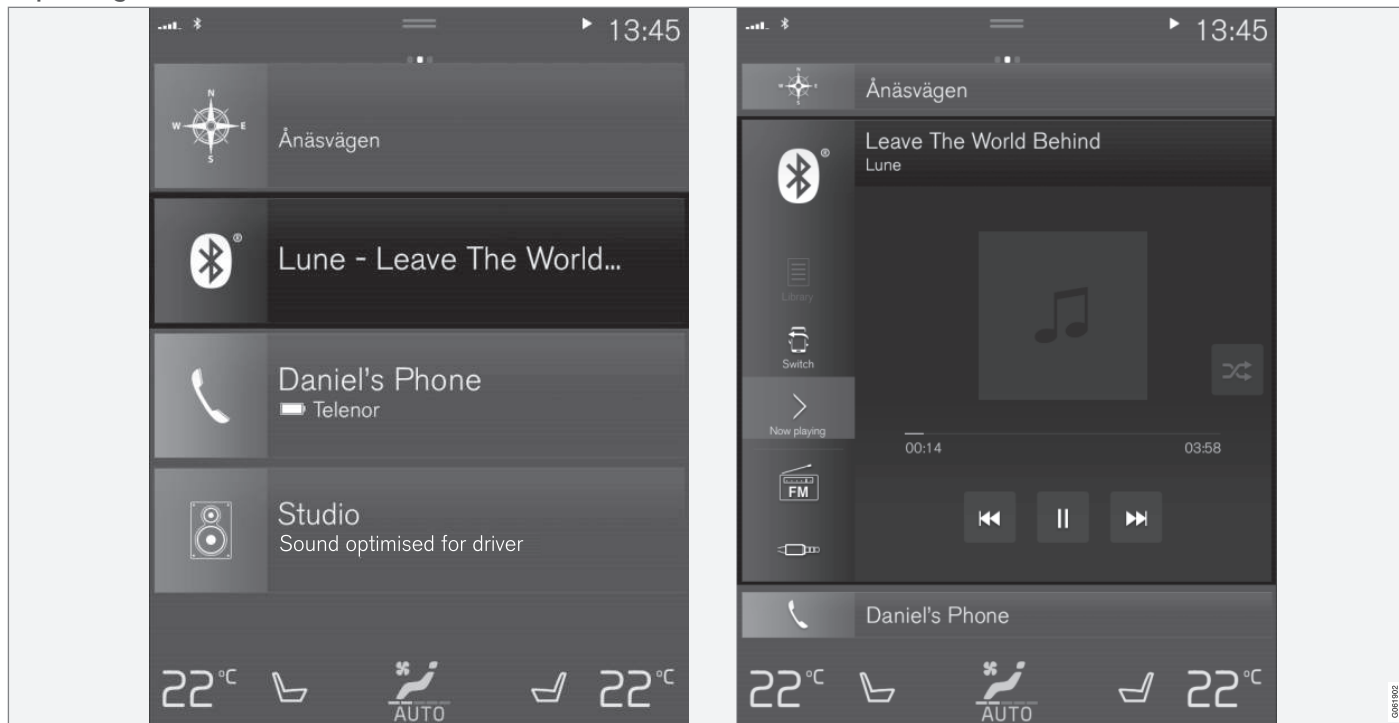 13:45
N
W E
S
Ånäsvägen
®
Lune - Leave The World...
Daniel's Phone
Telenor
Studio
Sound optimised for driver
22°C
AUTO
22°C
13:45
N
W E
S
Ånäsvägen
®
Leave The World Behind
Lune
Library
Switch
Now playing
00:14
03:58
FM
Daniel's Phone
22°C
AUTO
22°C
G061902